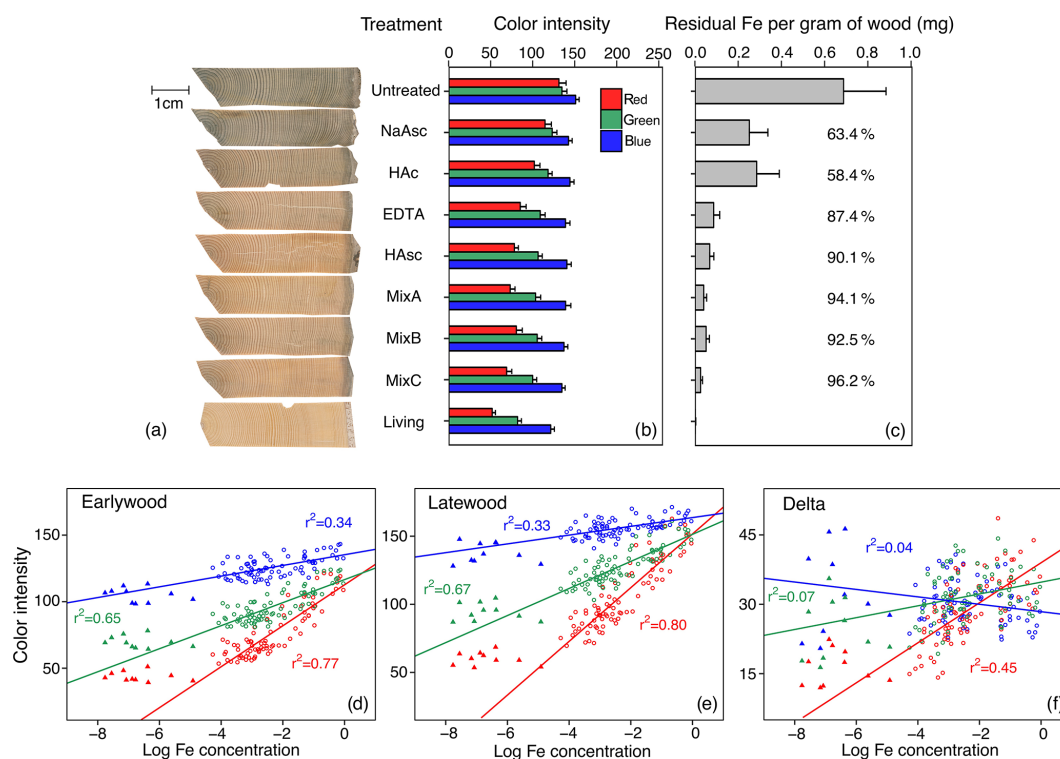 Treatment Color intensity Residual Fe per gram of wood (mg)
0 50 100 150 200 250 0.0 0.2 0.4 0.6 0.8 1.0
1cm
Untreated
Red
Green
Blue
NaAsc 63.4 %
HAc 58.4 %
EDTA 87.4 %
HAsc 90.1 %
MixA 94.1 %
MixB 92.5 %
MixC 96.2 %
Living
(a) (b) (c)
Earlywood
r²=0.34
r²=0.65
r²=0.77
(d)
Color intensity
150
100
50
−8 −6 −4 −2 0
Log Fe concentration
Latewood
r²=0.33
r²=0.67
r²=0.80
(e)
150
100
50
−8 −6 −4 −2 0
Log Fe concentration
Delta
r²=0.04
r²=0.07
r²=0.45
(f)
45
30
15
−8 −6 −4 −2 0
Log Fe concentration